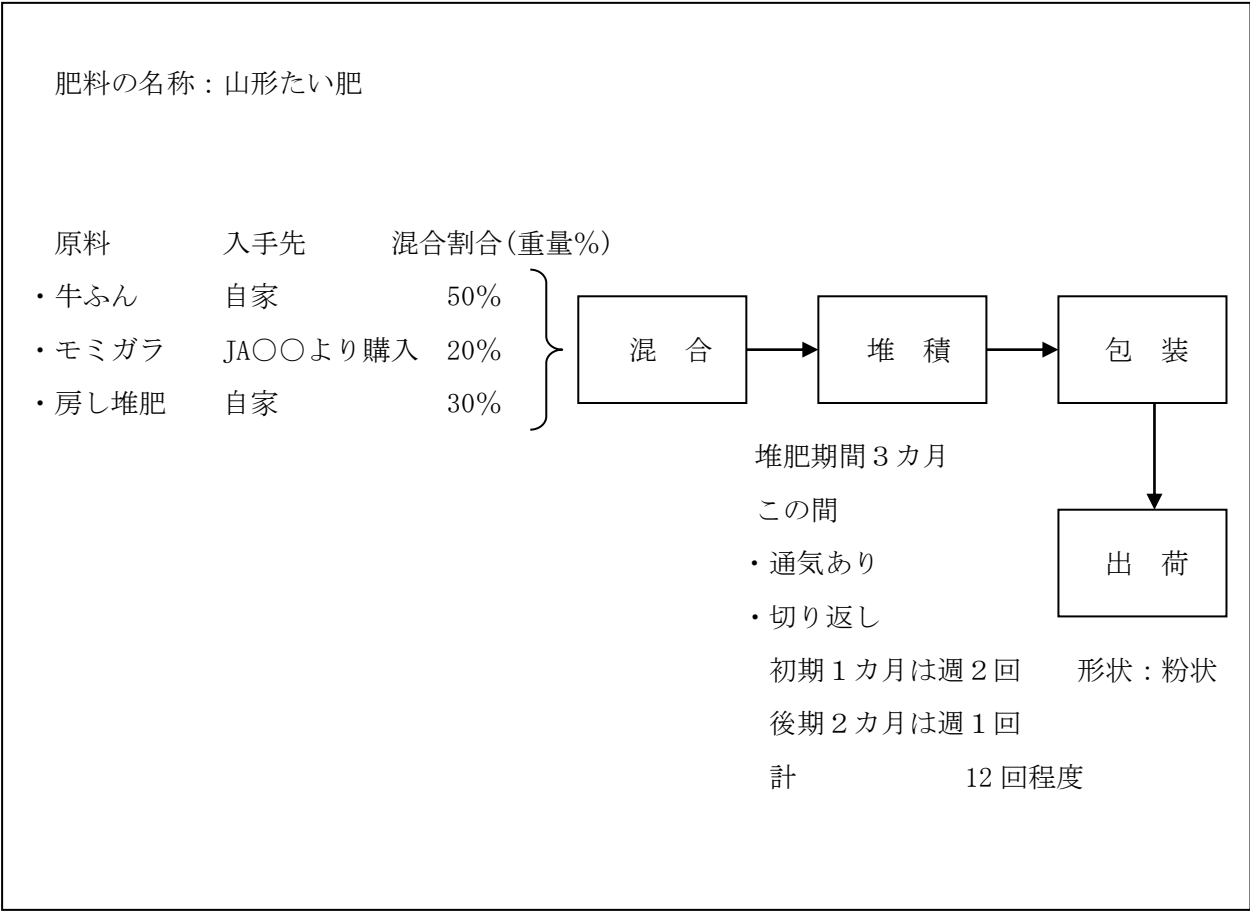 肥料の名称：山形たい肥
原料 入手先 混合割合(重量%)
・牛ふん 自家 50%
・モミガラ JA○○より購入 20%
・房し堆肥 自家 30%
混 合
堆 積
包 装
堆肥期間３カ月
この間
・通気あり
・切り返し
初期１カ月は週２回
後期２カ月は週１回
計 12回程度
出 荷
形状：粉状